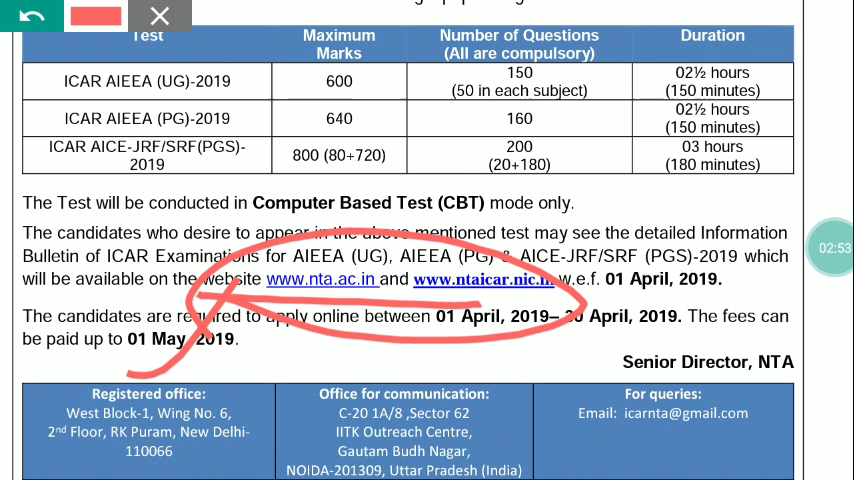 Test Maximum Marks Number of Questions (All are compulsory) Duration
ICAR AIEEA (UG)-2019 600 150 (50 in each subject) 02½ hours (150 minutes)
ICAR AIEEA (PG)-2019 640 160 02½ hours (150 minutes)
ICAR AICE-JRF/SRF(PGS)-2019 800 (80+720) 200 (20+180) 03 hours (180 minutes)
The Test will be conducted in Computer Based Test (CBT) mode only.
The candidates who desire to appear in the above mentioned test may see the detailed Information
Bulletin of ICAR Examinations for AIEEA (UG), AIEEA (PG) & AICE-JRF/SRF (PGS)-2019 which
will be available on the website www.nta.ac.in and www.ntaicar.nic.in w.e.f. 01 April, 2019.
The candidates are required to apply online between 01 April, 2019– 30 April, 2019. The fees can
be paid up to 01 May, 2019.
Senior Director, NTA
Registered office:
West Block-1, Wing No. 6,
2nd Floor, RK Puram, New Delhi-
110066
Office for communication:
C-20 1A/8 ,Sector 62
IITK Outreach Centre,
Gautam Budh Nagar,
NOIDA-201309, Uttar Pradesh (India)
For queries:
Email: icarnta@gmail.com
02:53